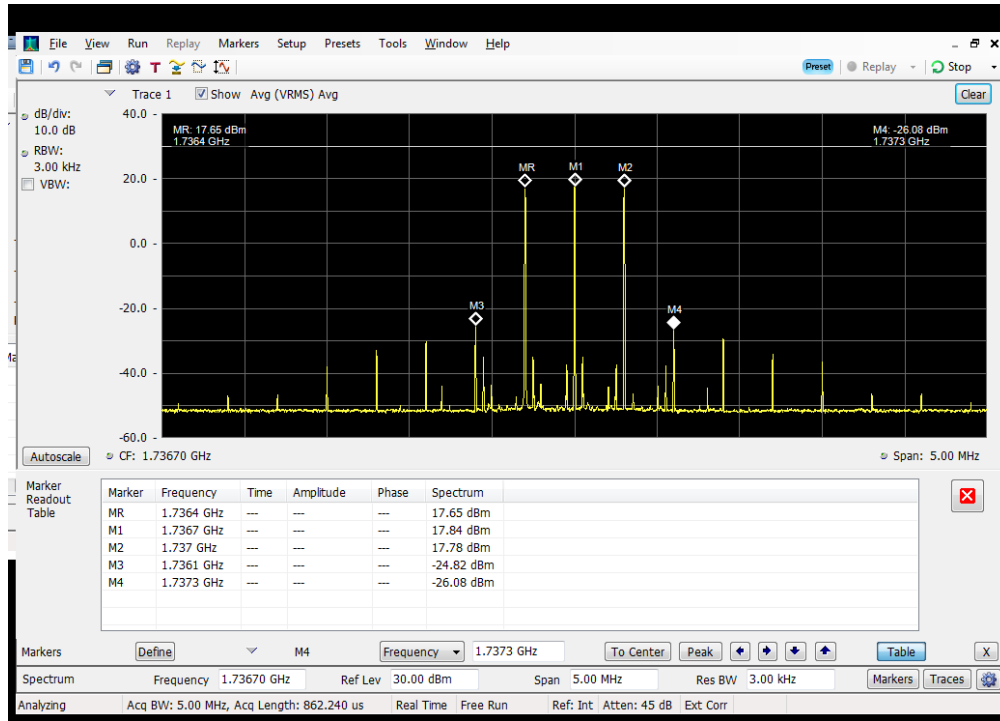 File View Run Replay Markers Setup Presets Tools Window Help
T Preset Replay Stop
Trace 1 Show Avg (VRMS) Avg Clear
dB/div: 40.0
10.0 dB
MR: 17.65 dBm M4: -26.08 dBm
1.7364 GHz 1.7373 GHz
RBW:
3.00 kHz
VBW:
MR M1 M2
20.0
0.0
M3 M4
-20.0
-40.0
-60.0
Autoscale CF: 1.73670 GHz Span: 5.00 MHz
Marker
Readout
Table
Marker Frequency Time Amplitude Phase Spectrum
MR 1.7364 GHz --- --- --- 17.65 dBm
M1 1.7367 GHz --- --- --- 17.84 dBm
M2 1.737 GHz --- --- --- 17.78 dBm
M3 1.7361 GHz --- --- --- -24.82 dBm
M4 1.7373 GHz --- --- --- -26.08 dBm
Markers Define M4 Frequency 1.7373 GHz To Center Peak Table X
Spectrum Frequency 1.73670 GHz Ref Lev 30.00 dBm Span 5.00 MHz Res BW 3.00 kHz Markers Traces
Analyzing Acq BW: 5.00 MHz, Acq Length: 862.240 us Real Time Free Run Ref: Int Atten: 45 dB Ext Corr